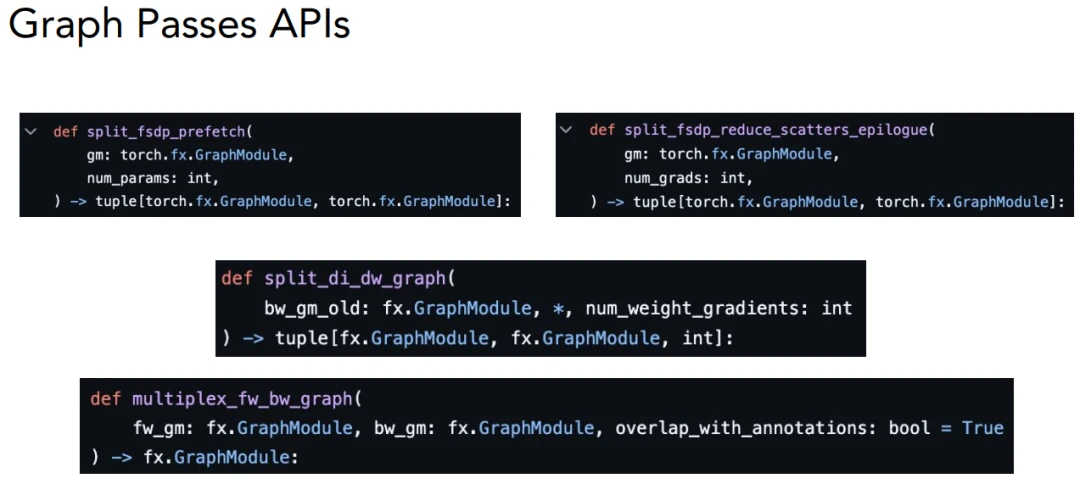 Graph Passes APIs
def split_fsdp_prefetch(
    gm: torch.fx.GraphModule,
    num_params: int,
) -> tuple[torch.fx.GraphModule, torch.fx.GraphModule]:
def split_fsdp_reduce_scatters_epilogue(
    gm: torch.fx.GraphModule,
    num_grads: int,
) -> tuple[torch.fx.GraphModule, torch.fx.GraphModule]:
def split_di_dw_graph(
    bw_gm_old: fx.GraphModule, *, num_weight_gradients: int
) -> tuple[fx.GraphModule, fx.GraphModule, int]:
def multiplex_fw_bw_graph(
    fw_gm: fx.GraphModule, bw_gm: fx.GraphModule, overlap_with_annotations: bool = True
) -> fx.GraphModule: